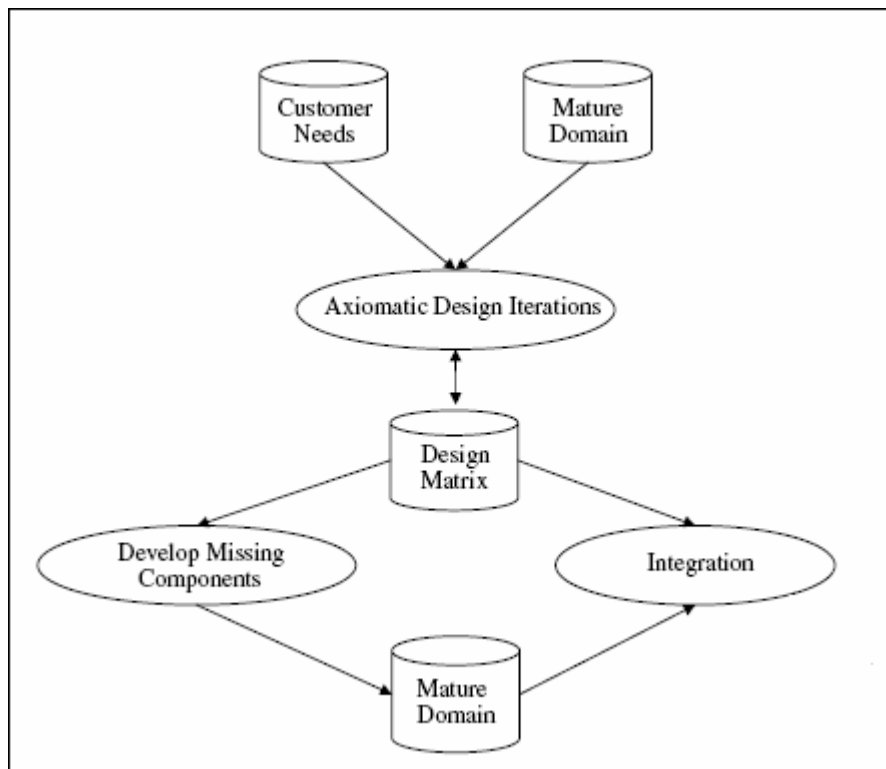 Customer
Needs
Mature
Domain
Axiomatic Design Iterations
Design
Matrix
Develop Missing
Components
Integration
Mature
Domain